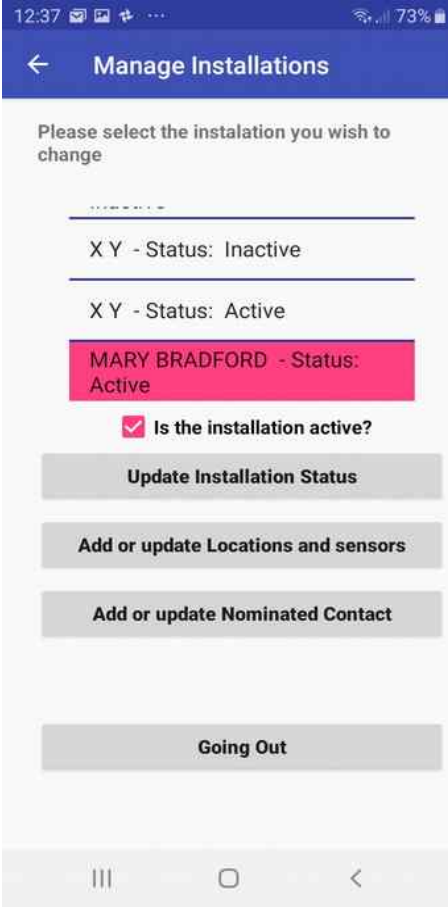 12:37 73%
Manage Installations
Please select the instalation you wish to
change
X Y - Status: Inactive
X Y - Status: Active
MARY BRADFORD - Status:
Active
Is the installation active?
Update Installation Status
Add or update Locations and sensors
Add or update Nominated Contact
Going Out